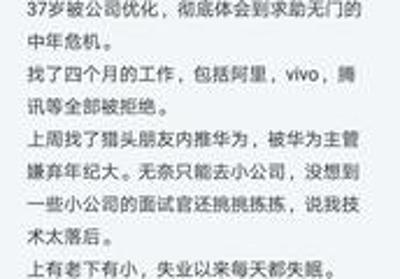 37岁被公司优化，彻底体会到求助无门的
中年危机。
找了四个月的工作，包括阿里，vivo，腾
讯等全部被拒绝。
上周找了猎头朋友内推华为，被华为主管
嫌弃年纪大。无奈只能去小公司，没想到
一些小公司的面试官还挑挑拣拣，说我技
术太落后。
上有老下有小，失业以来每天都失眠。